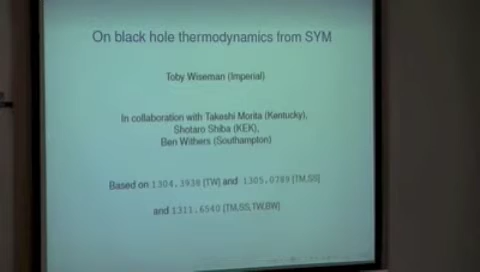 On black hole thermodynamics from SYM
Toby Wiseman (Imperial)
In collaboration with Takeshi Morita (Kentucky),
Shotaro Shiba (KEK),
Ben Withers (Southampton)
Based on 1304.3938 [TW] and 1305.0789 [TM,SS]
and 1311.6540 [TM,SS,TW,BW]